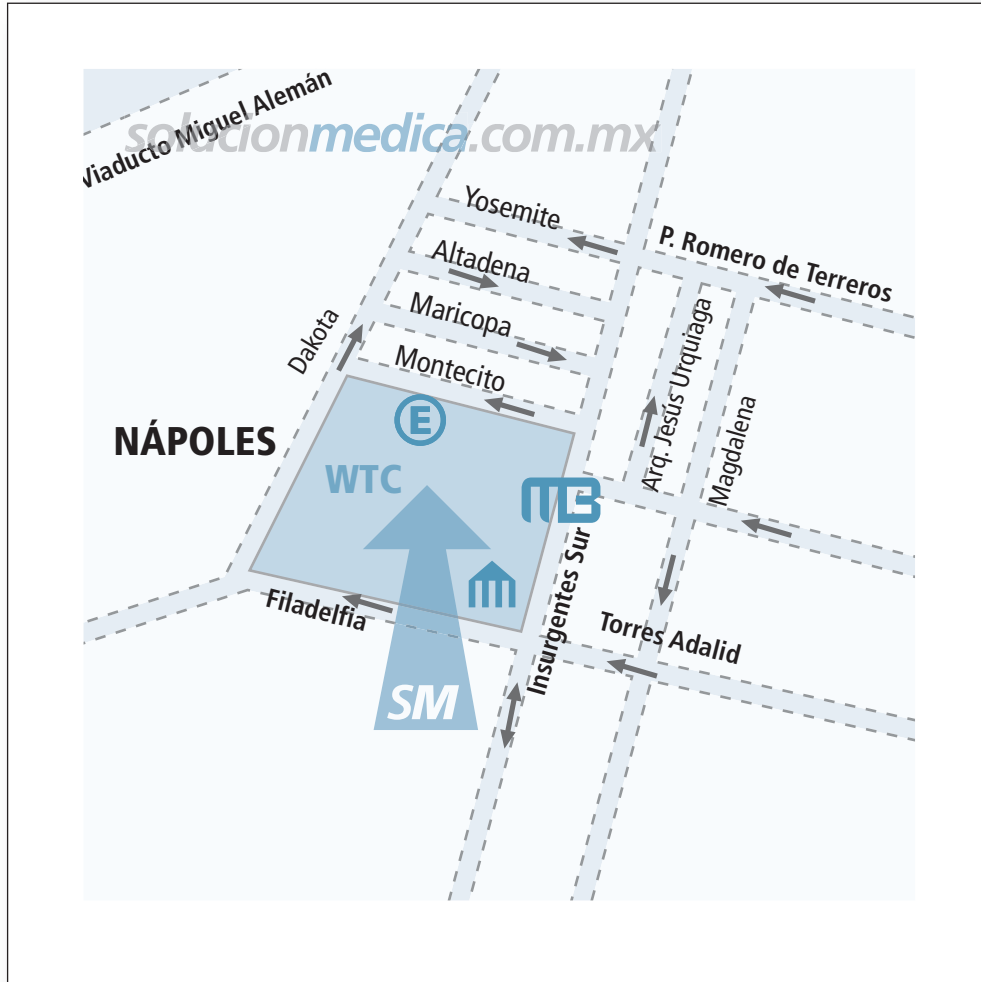 Viaducto Miguel Alemán
solucionmedica.com.mx
Yosemite
P. Romero de Terreros
Altadena
Maricopa
Dakota
Montecito
Arq. Jesús Urquiaga
Magdalena
NÁPOLES
E
WTC
MB
Insurgentes Sur
Filadelfia
Torres Adalid
SM